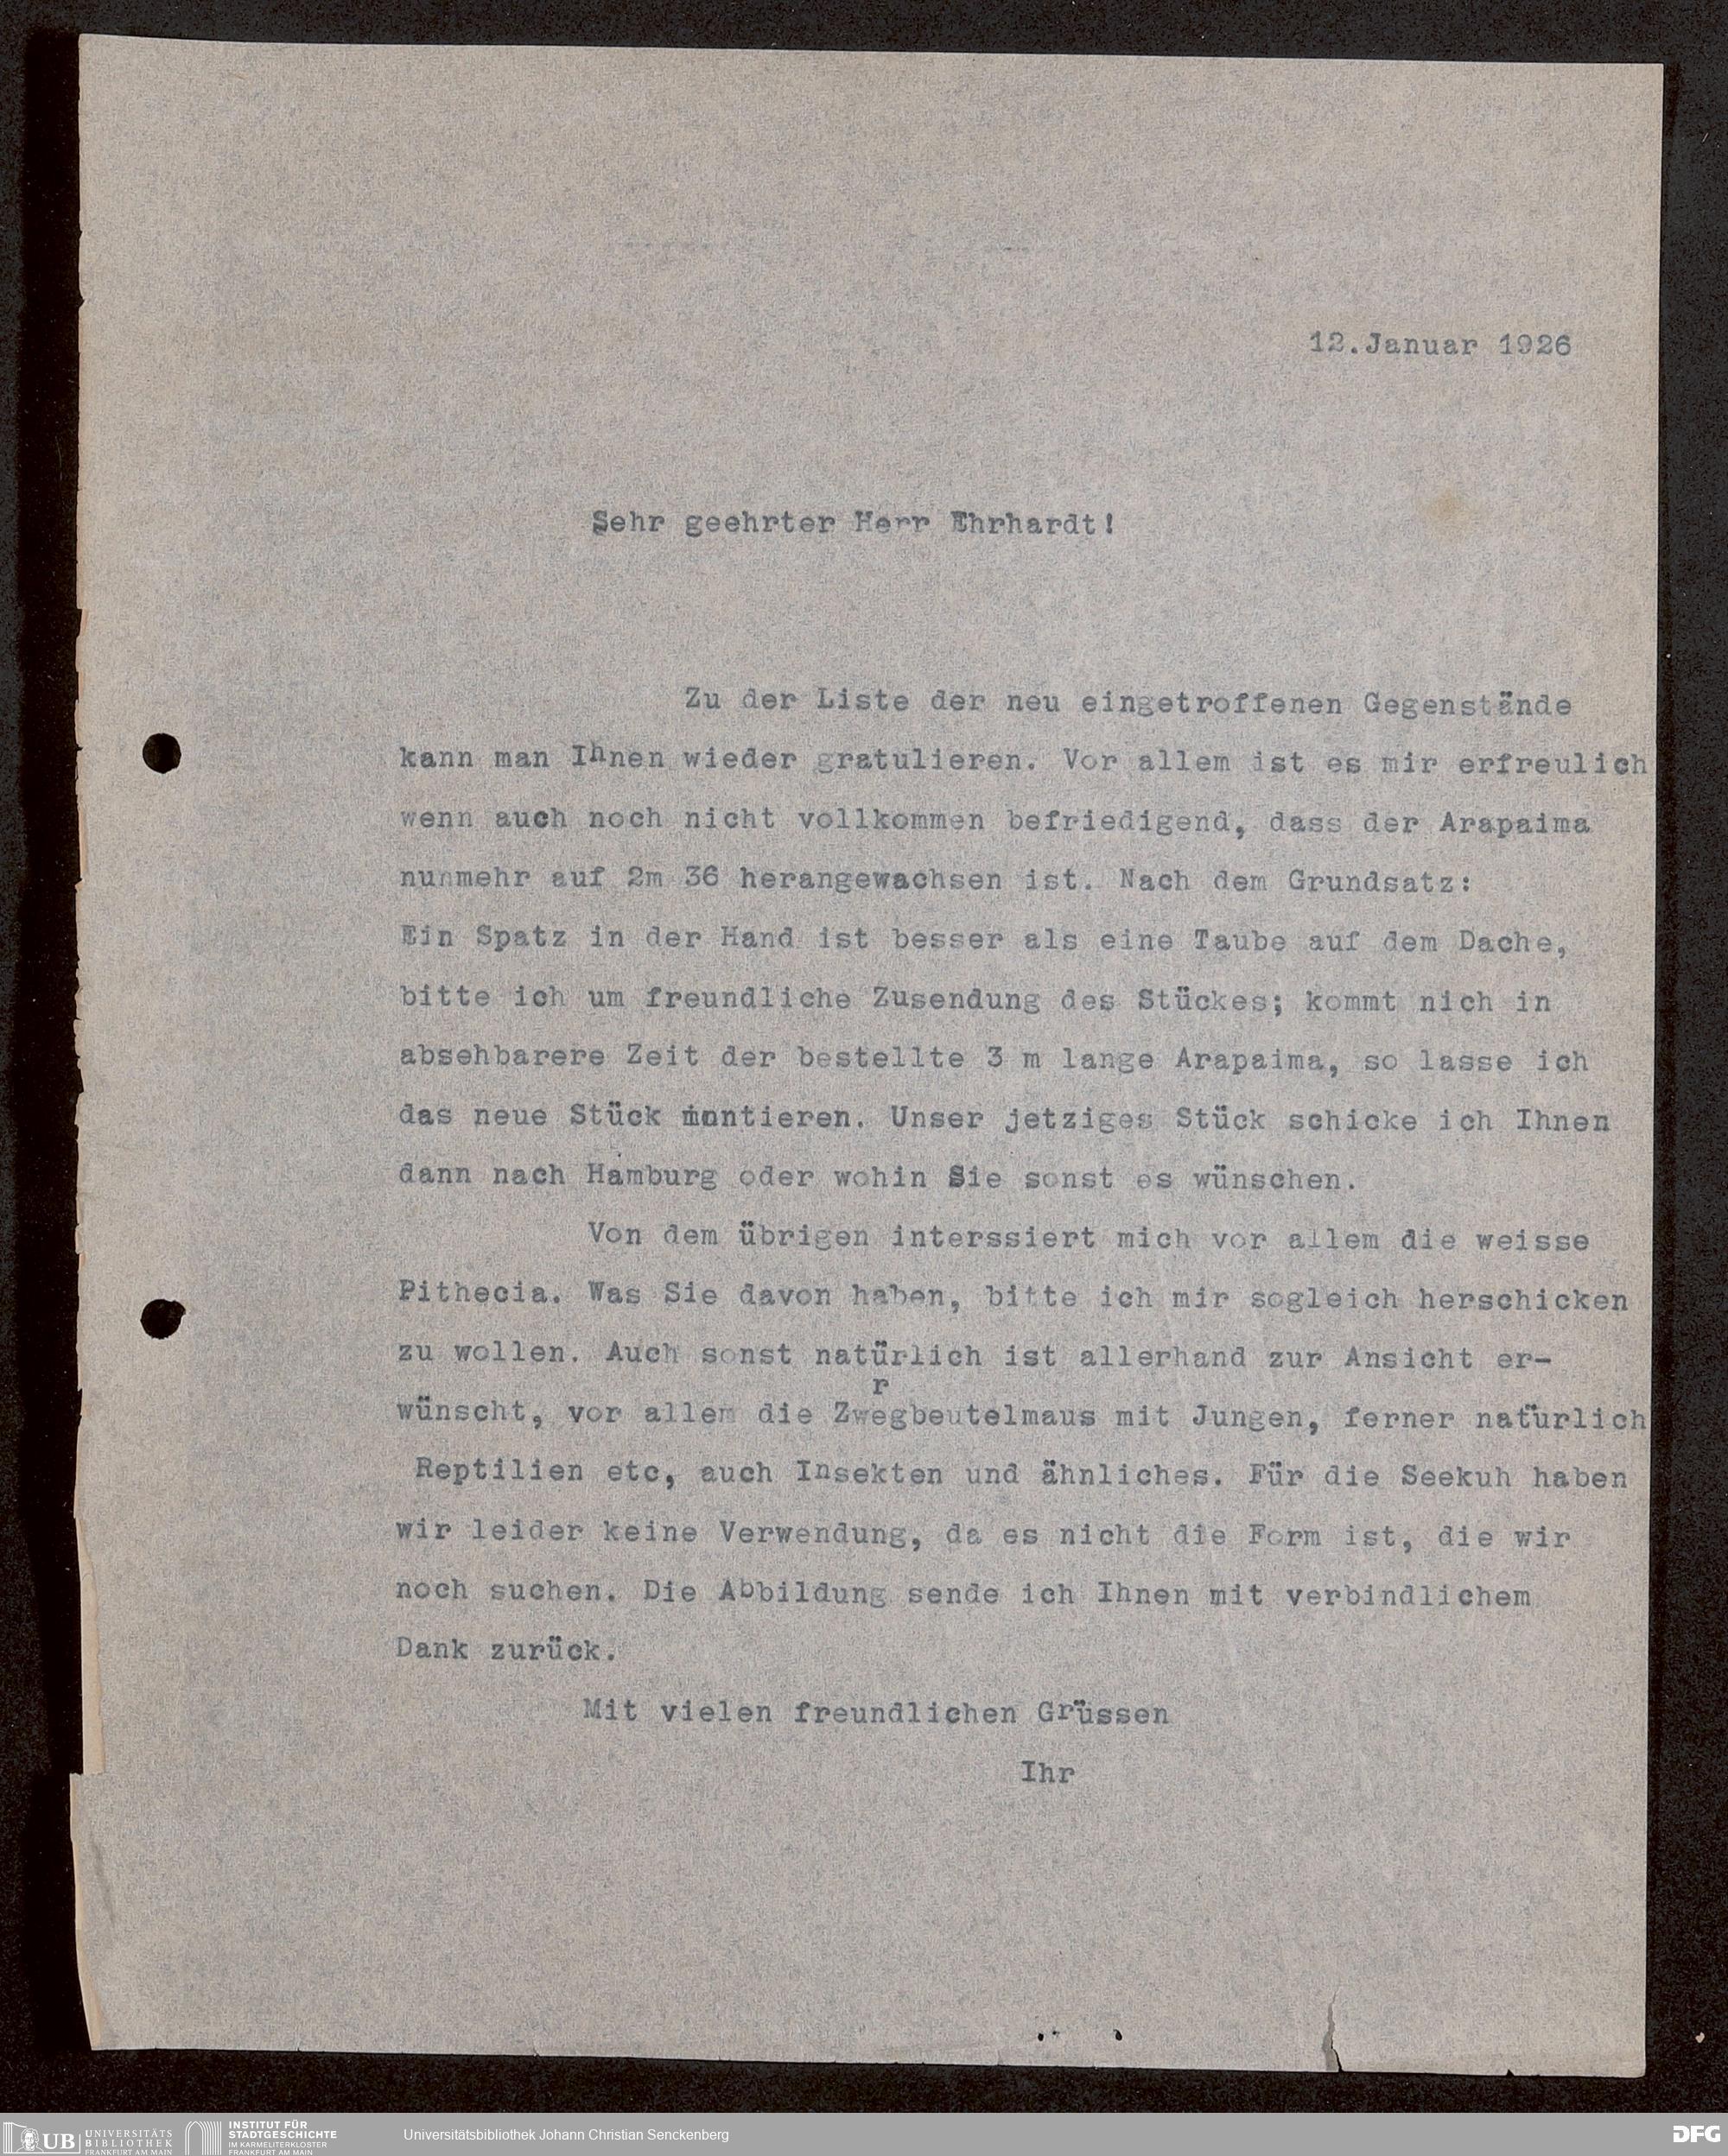 12.Januar 1926
Sehr geehrter Herr Ehrhardt!
Zu der Liste der neu eingetroffenen Gegenstände
kann man Ihnen wieder gratulieren. Vor allem ist es mir erfreulich
wenn auch noch nicht vollkommen befriedigend, dass der Arapaima
nunmehr auf 2m 36 herangewachsen ist. Nach dem Grundsatz:
Ein Spatz in der Hand ist besser als eine Taube auf dem Dache,
bitte ich um freundliche Zusendung des Stückes; kommt nich in
absehbarere Zeit der bestellte 3 m lange Arapaima, so lasse ich
das neue Stück montieren. Unser jetziges Stück schicke ich Ihnen
dann nach Hamburg oder wohin Sie sonst es wünschen.
Von dem übrigen interssiert mich vor allem die weisse
Pithecia. Was Sie davon haben, bitte ich mir sogleich herschicken
zu wollen. Auch sonst natürlich ist allerhand zur Ansicht er-
r
wünscht, vor allem die Zwegbeutelmaus mit Jungen, ferner natürlich
Reptilien etc, auch Insekten und ähnliches. Für die Seekuh haben
wir leider keine Verwendung, da es nicht die Form ist, die wir
noch suchen. Die Abbildung sende ich Ihnen mit verbindlichem
Dank zurück.
Mit vielen freundlichen Grüssen
Ihr
UB UNIVERSITÄTS
BIBLIOTHEK
FRANKFURT AM MAIN
INSTITUT FÜR
STADTGESCHICHTE
IM KARMELITERKLOSTER
FRANKFURT AM MAIN
Universitätsbibliothek Johann Christian Senckenberg
DFG